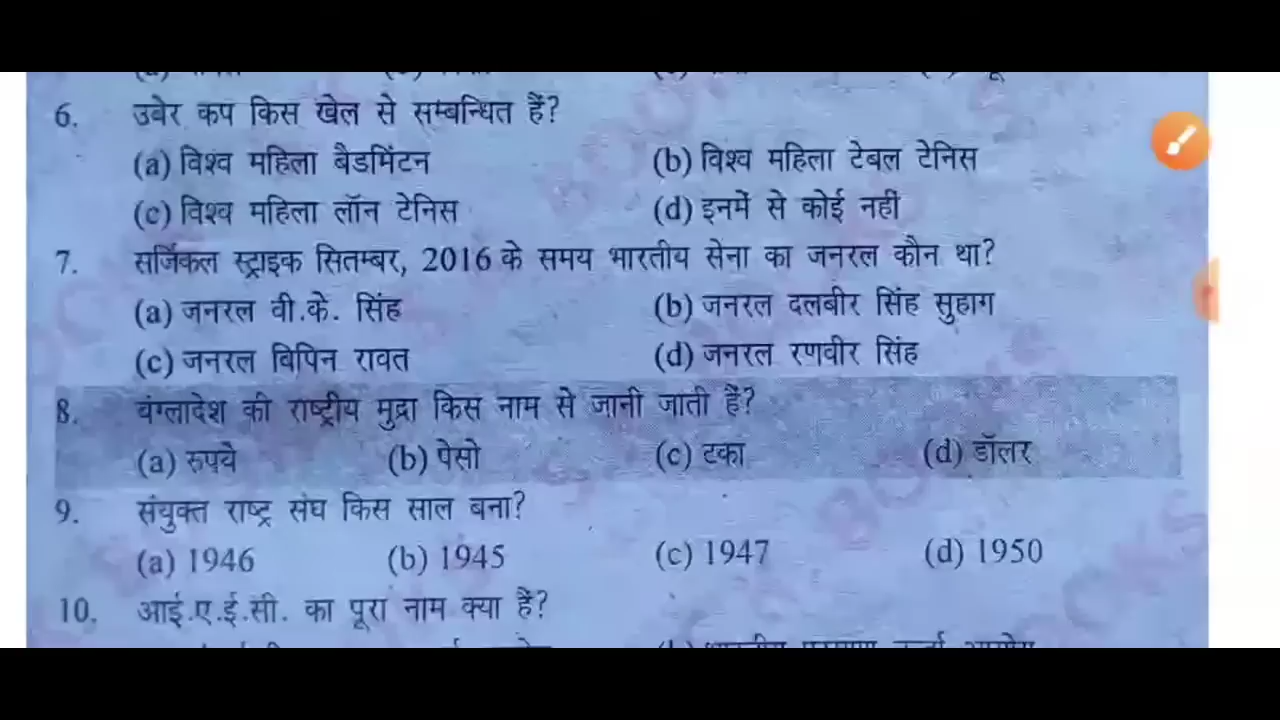 6. उबेर कप किस खेल से सम्बन्धित हैं?
(a) विश्व महिला बैडमिंटन (b) विश्व महिला टेबल टेनिस
(c) विश्व महिला लॉन टेनिस (d) इनमें से कोई नहीं
7. सर्जिकल स्ट्राइक सितम्बर, 2016 के समय भारतीय सेना का जनरल कौन था?
(a) जनरल वी.के. सिंह (b) जनरल दलबीर सिंह सुहाग
(c) जनरल विपिन रावत (d) जनरल रणवीर सिंह
8. बंग्लादेश की राष्ट्रीय मुद्रा किस नाम से जानी जाती हैं?
(a) रुपये (b) पेसो (c) टका (d) डॉलर
9. संयुक्त राष्ट्र संघ किस साल बना?
(a) 1946 (b) 1945 (c) 1947 (d) 1950
10. आई.ए.ई.सी. का पूरा नाम क्या हैं?